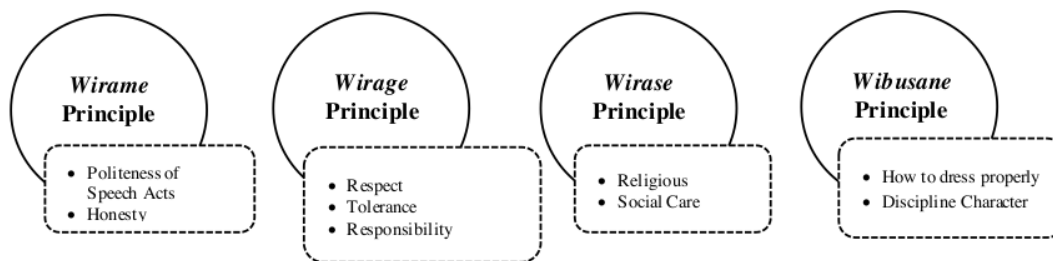 Wirame
Principle
• Politeness of
Speech Acts
• Honesty
Wirage
Principle
• Respect
• Tolerance
• Responsibility
Wirase
Principle
• Religious
• Social Care
Wibusane
Principle
• How to dress properly
• Discipline Character